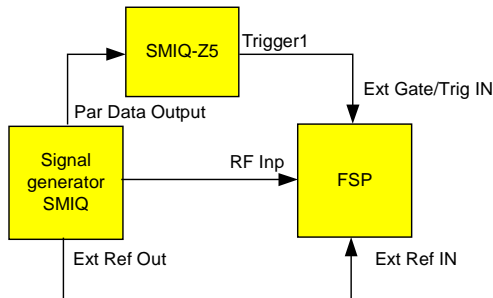 SMIQ-Z5
Trigger1
Ext Gate/Trig IN
Par Data Output
Signal
generator
SMIQ
RF Inp
FSP
Ext Ref Out
Ext Ref IN